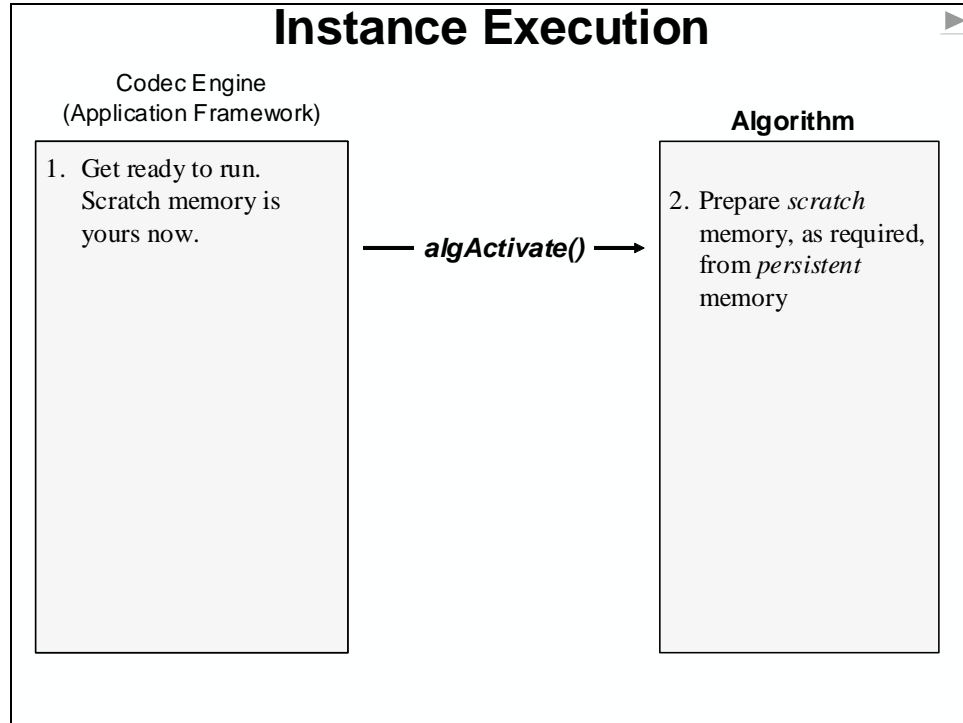 Instance Execution
Codec Engine
(Application Framework)
1. Get ready to run.
Scratch memory is
yours now.
algActivate()
Algorithm
2. Prepare scratch
memory, as required,
from persistent
memory